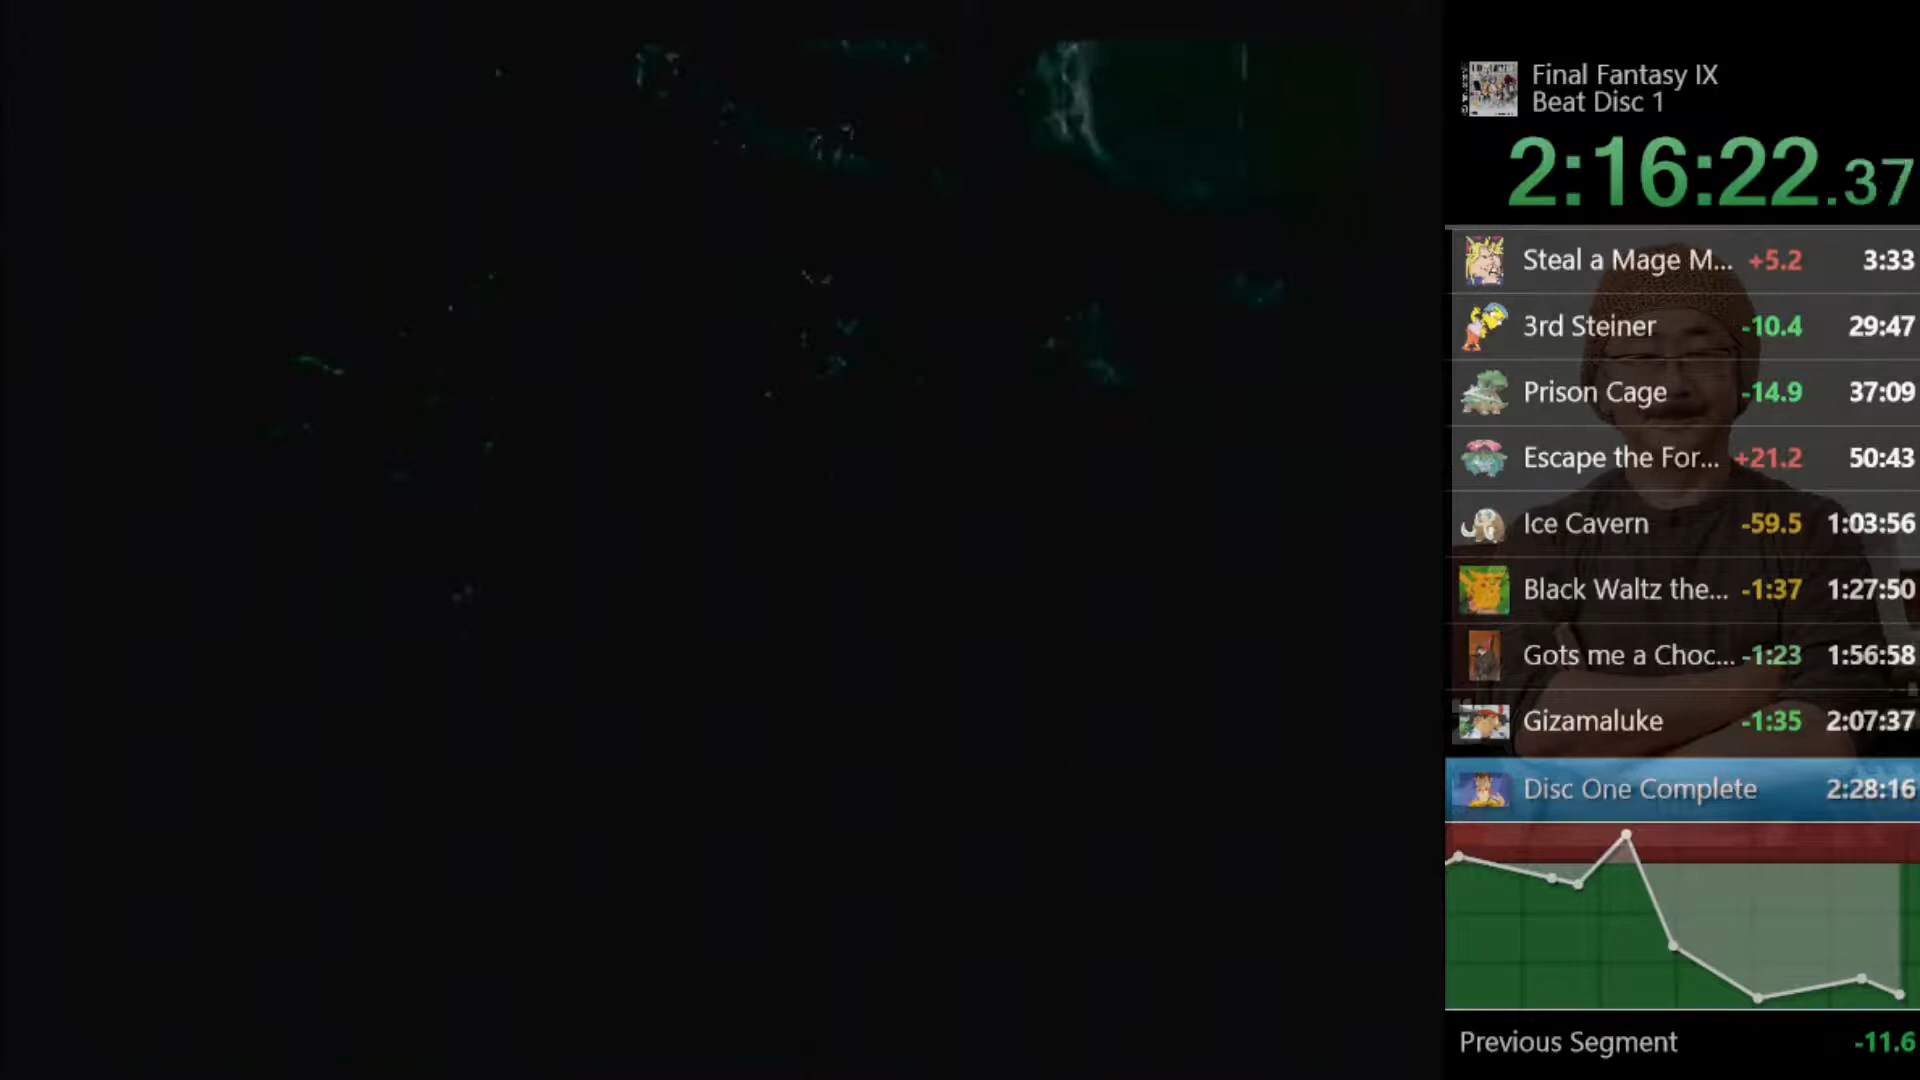 Final Fantasy IX
Beat Disc 1
2:16:22.37
Steal a Mage M... +5.2 3:33
3rd Steiner -10.4 29:47
Prison Cage -14.9 37:09
Escape the For... +21.2 50:43
Ice Cavern -59.5 1:03:56
Black Waltz the... -1:37 1:27:50
Gots me a Choc... -1:23 1:56:58
Gizamaluke -1:35 2:07:37
Disc One Complete 2:28:16
Previous Segment -11.6